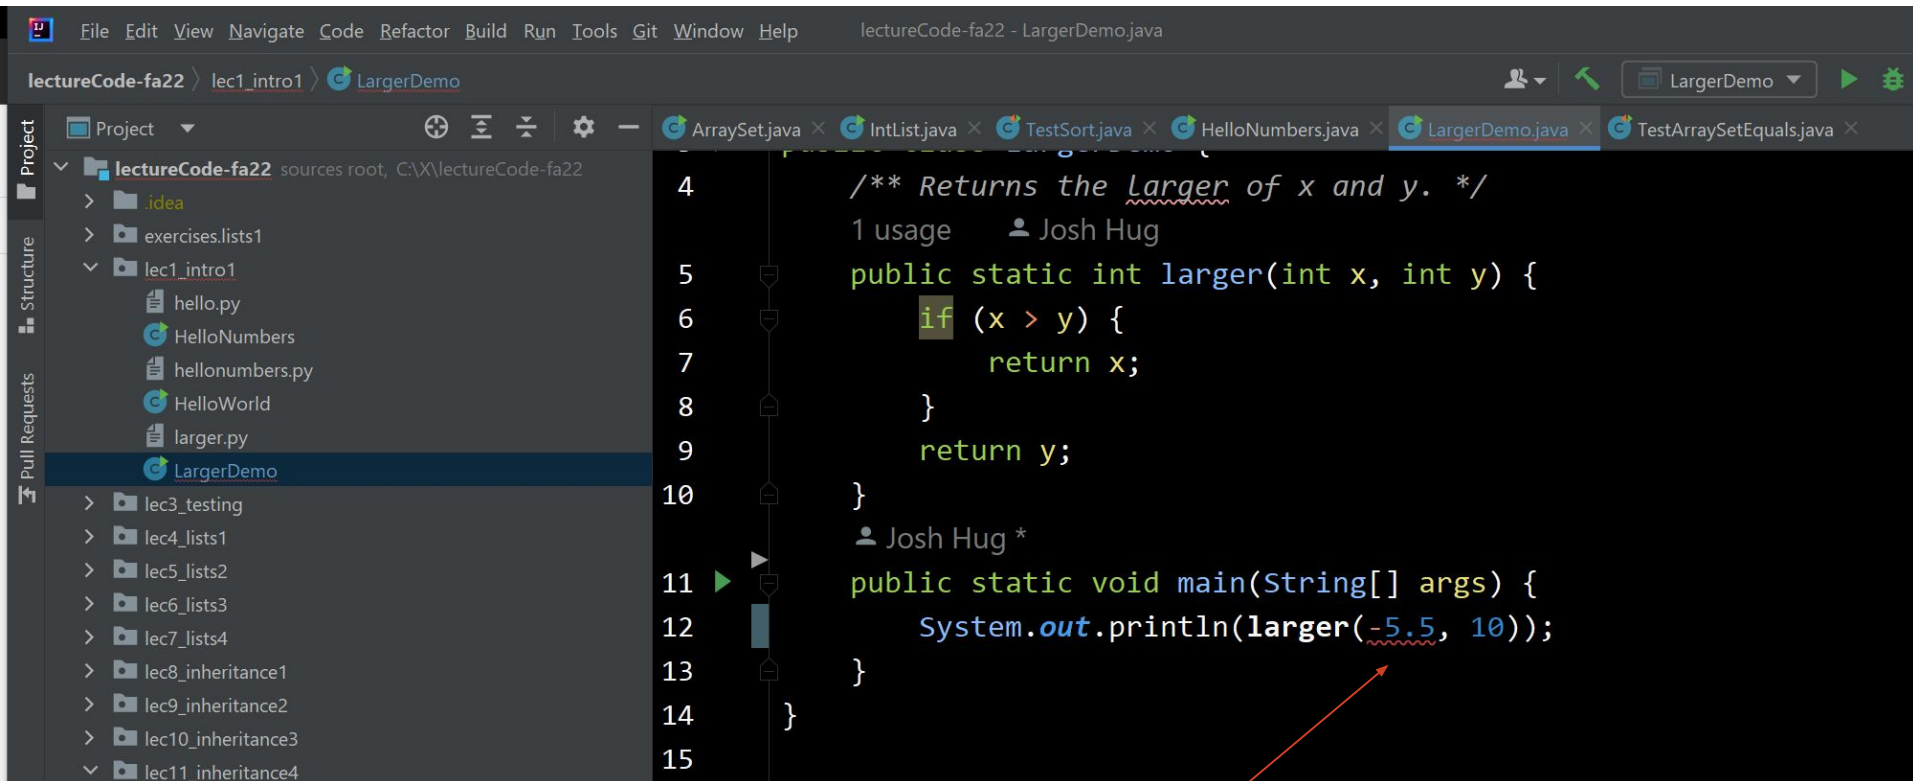 File Edit View Navigate Code Refactor Build Run Tools Git Window Help lectureCode-fa22 - LargerDemo.java
lectureCode-fa22 lec1_intro1 LargerDemo
LargerDemo
Project
Structure
Pull Requests
Project
lectureCode-fa22 sources root, C:\X\lectureCode-fa22
.idea
exercises.lists1
lec1_intro1
hello.py
HelloNumbers
hellonumbers.py
HelloWorld
larger.py
LargerDemo
lec3_testing
lec4_lists1
lec5_lists2
lec6_lists3
lec7_lists4
lec8_inheritance1
lec9_inheritance2
lec10_inheritance3
lec11_inheritance4
ArraySet.java IntList.java TestSort.java HelloNumbers.java LargerDemo.java TestArraySetEquals.java
4 /** Returns the larger of x and y. */
1 usage Josh Hug
5 public static int larger(int x, int y) {
6 if (x > y) {
7 return x;
8 }
9 return y;
10 }
Josh Hug *
11 public static void main(String[] args) {
12 System.out.println(larger(-5.5, 10));
13 }
14 }
15